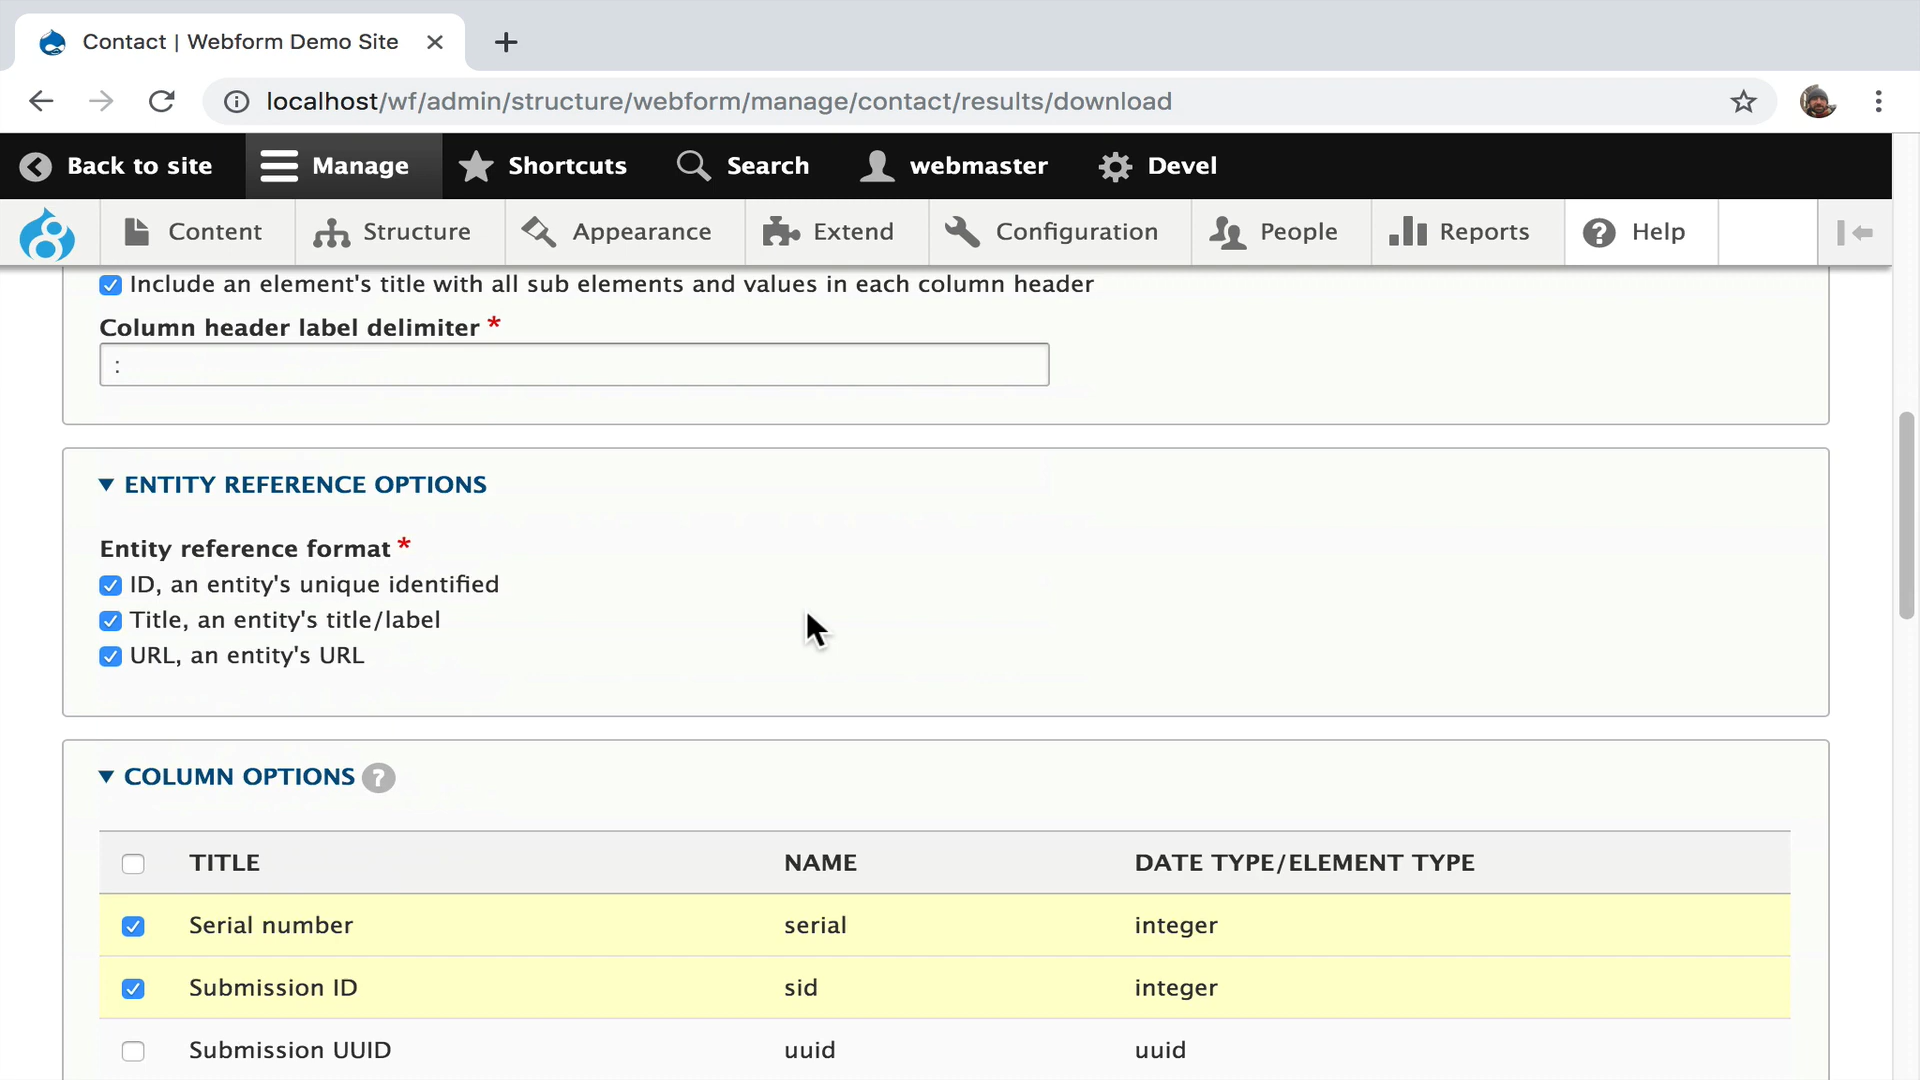 Contact | Webform Demo Site
localhost/wf/admin/structure/webform/manage/contact/results/download
Back to site Manage Shortcuts Search webmaster Devel
Content Structure Appearance Extend Configuration People Reports Help
Include an element's title with all sub elements and values in each column header
Column header label delimiter *
:
ENTITY REFERENCE OPTIONS
Entity reference format *
ID, an entity's unique identified
Title, an entity's title/label
URL, an entity's URL
COLUMN OPTIONS ?
TITLE NAME DATE TYPE/ELEMENT TYPE
Serial number serial integer
Submission ID sid integer
Submission UUID uuid uuid